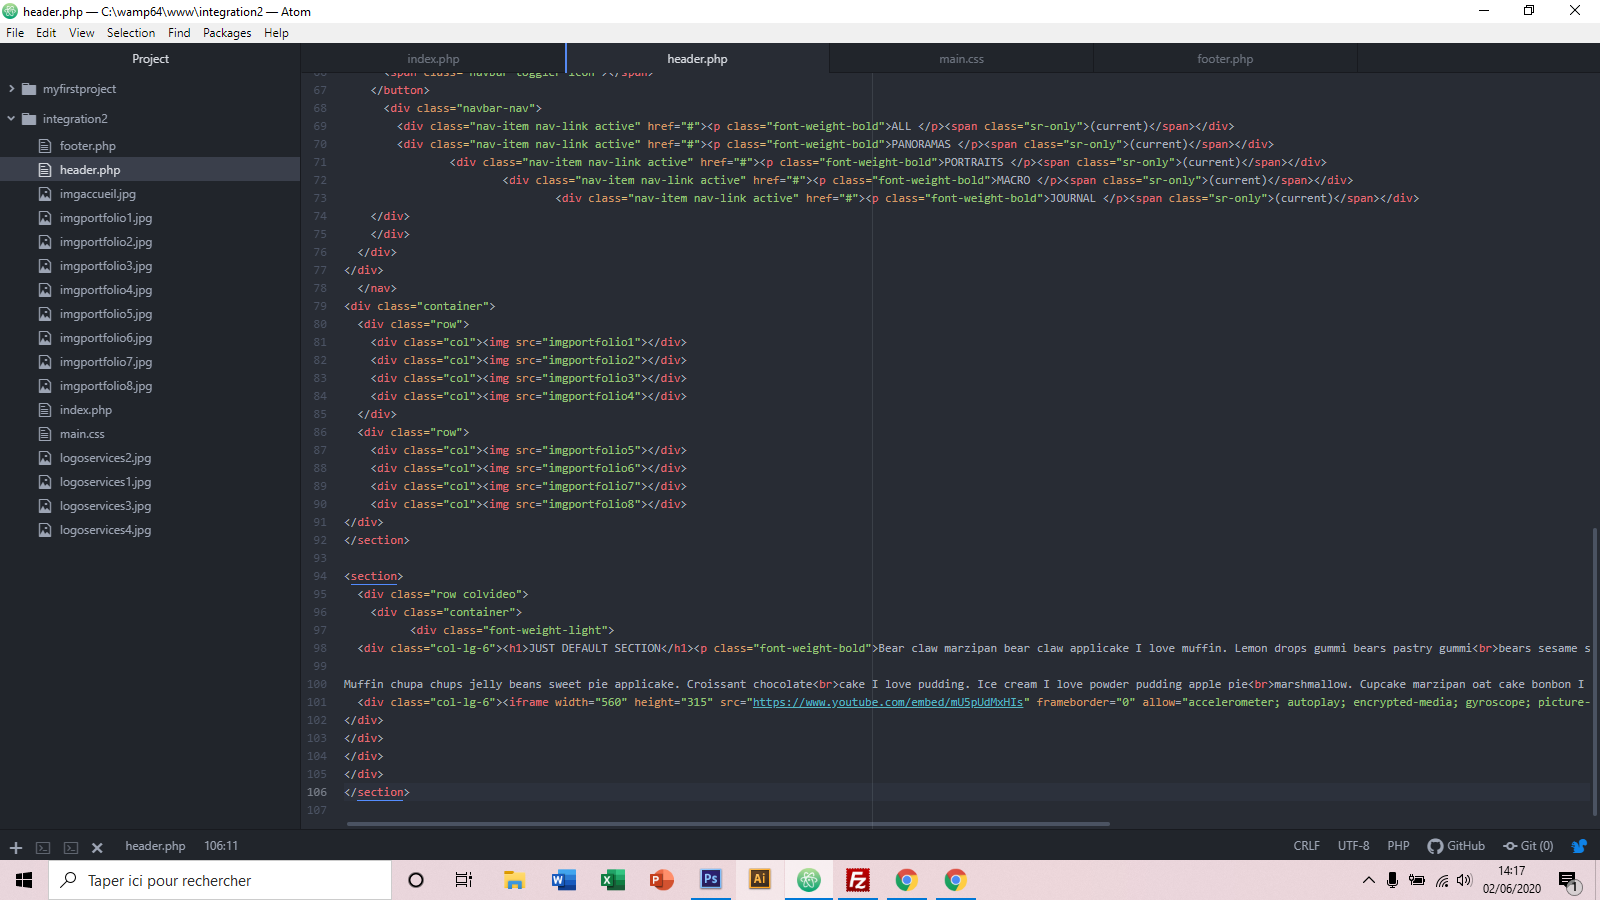 header.php — C:\wamp64\www\integration2 — Atom
File Edit View Selection Find Packages Help
Project
index.php header.php main.css footer.php
myfirstproject
integration2
footer.php
header.php
imgaccueil.jpg
imgportfolio1.jpg
imgportfolio2.jpg
imgportfolio3.jpg
imgportfolio4.jpg
imgportfolio5.jpg
imgportfolio6.jpg
imgportfolio7.jpg
imgportfolio8.jpg
index.php
main.css
logoservices2.jpg
logoservices1.jpg
logoservices3.jpg
logoservices4.jpg
67 </button>
68 <div class="navbar-nav">
69 <div class="nav-item nav-link active" href="#"><p class="font-weight-bold">ALL </p><span class="sr-only">(current)</span></div>
70 <div class="nav-item nav-link active" href="#"><p class="font-weight-bold">PANORAMAS </p><span class="sr-only">(current)</span></div>
71 <div class="nav-item nav-link active" href="#"><p class="font-weight-bold">PORTRAITS </p><span class="sr-only">(current)</span></div>
72 <div class="nav-item nav-link active" href="#"><p class="font-weight-bold">MACRO </p><span class="sr-only">(current)</span></div>
73 <div class="nav-item nav-link active" href="#"><p class="font-weight-bold">JOURNAL </p><span class="sr-only">(current)</span></div>
74 </div>
75 </div>
76 </div>
77 </div>
78 </nav>
79 <div class="container">
80 <div class="row">
81 <div class="col"><img src="imgportfolio1"></div>
82 <div class="col"><img src="imgportfolio2"></div>
83 <div class="col"><img src="imgportfolio3"></div>
84 <div class="col"><img src="imgportfolio4"></div>
85 </div>
86 <div class="row">
87 <div class="col"><img src="imgportfolio5"></div>
88 <div class="col"><img src="imgportfolio6"></div>
89 <div class="col"><img src="imgportfolio7"></div>
90 <div class="col"><img src="imgportfolio8"></div>
91 </div>
92 </section>
93
94 <section>
95 <div class="row colvideo">
96 <div class="container">
97 <div class="font-weight-light">
98 <div class="col-lg-6"><h1>JUST DEFAULT SECTION</h1><p class="font-weight-bold">Bear claw marzipan bear claw applicake I love muffin. Lemon drops gummi bears pastry gummi<br>bears sesame s
99
100 Muffin chupa chups jelly beans sweet pie applicake. Croissant chocolate<br>cake I love pudding. Ice cream I love powder pudding apple pie<br>marshmallow. Cupcake marzipan oat cake bonbon I
101 <div class="col-lg-6"><iframe width="560" height="315" src="https://www.youtube.com/embed/mU5pUdMxHIs" frameborder="0" allow="accelerometer; autoplay; encrypted-media; gyroscope; picture-
102 </div>
103 </div>
104 </div>
105 </div>
106 </section>
107
header.php 106:11 CRLF UTF-8 PHP GitHub Git (0)
Taper ici pour rechercher
14:17
02/06/2020
1